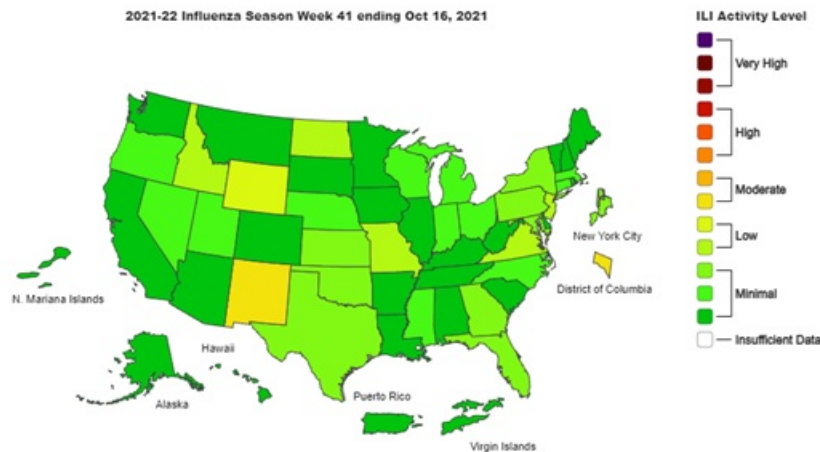 2021-22 Influenza Season Week 41 ending Oct 16, 2021
ILI Activity Level
Very High
High
Moderate
Low
Minimal
Insufficient Data
New York City
District of Columbia
N. Mariana Islands
Hawaii
Alaska
Puerto Rico
Virgin Islands